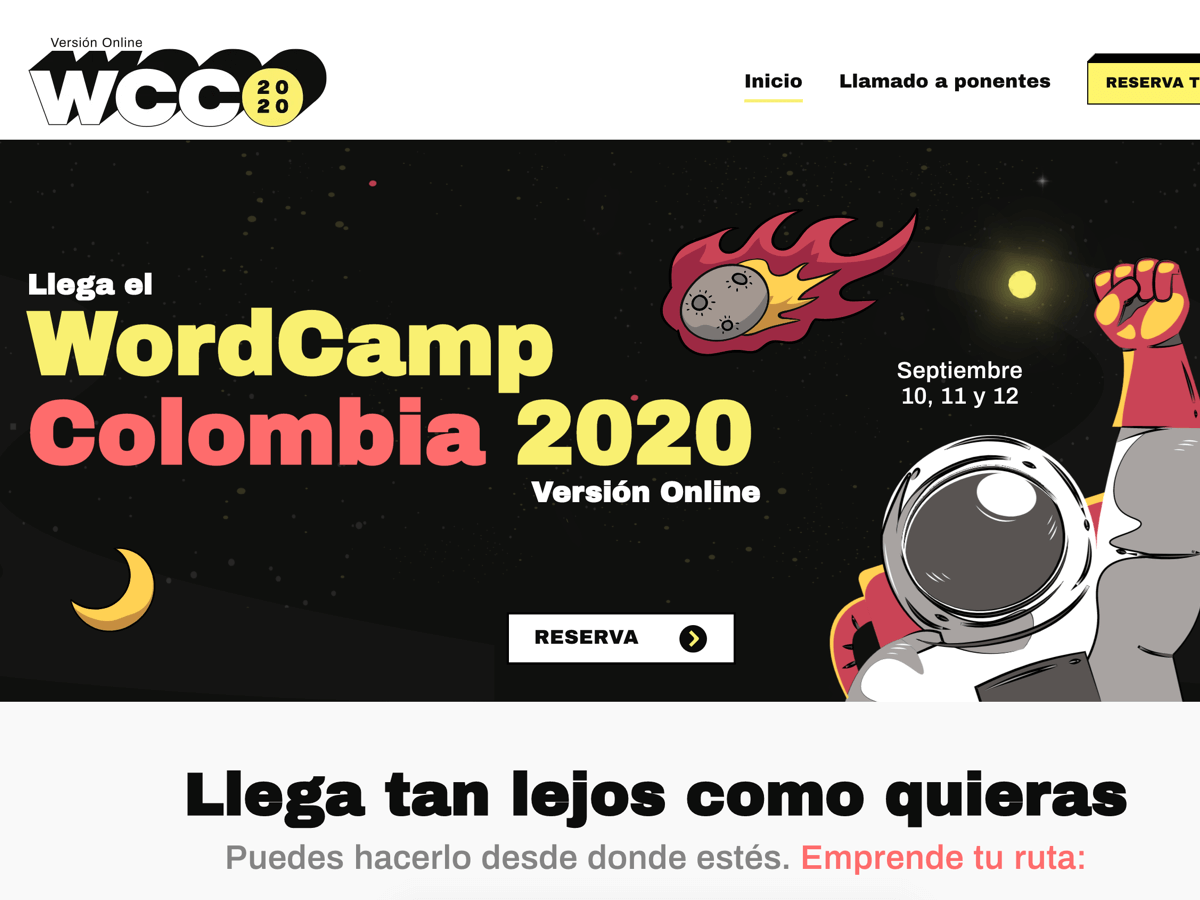 Versión Online
WCC 20
20
Inicio
Llamado a ponentes
RESERVA T
Llega el
WordCamp
Colombia 2020
Versión Online
Septiembre
10, 11 y 12
RESERVA
Llega tan lejos como quieras
Puedes hacerlo desde donde estés. Emprende tu ruta: